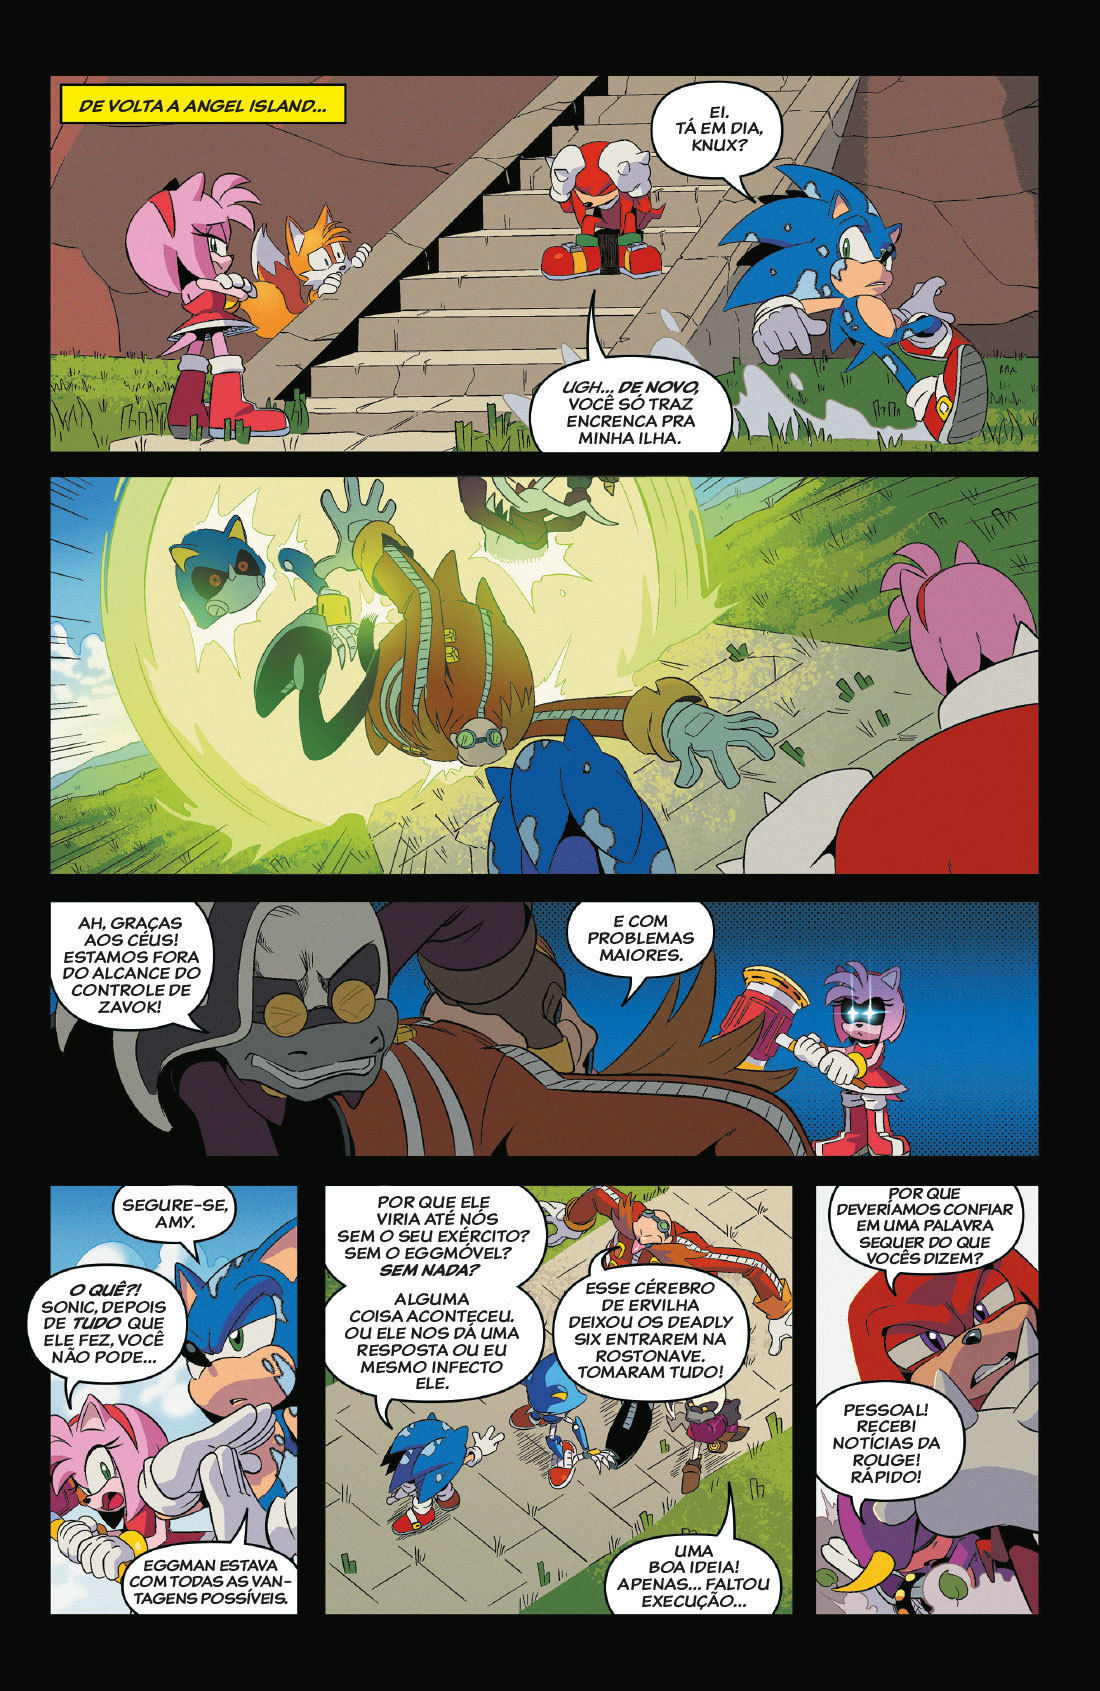 DE VOLTA A ANGEL ISLAND...
EI.
TÁ EM DIA,
KNUX?
UGH... DE NOVO,
VOCÊ SÓ TRAZ
ENCRENCA PRA
MINHA ILHA.
AH, GRAÇAS
AOS CÉUS!
ESTAMOS FORA
DO ALCANCE DO
CONTROLE DE
ZAVOK!
E COM
PROBLEMAS
MAIORES.
SEGURE-SE,
AMY.
O QUÊ?!
SONIC, DEPOIS
DE TUDO QUE
ELE FEZ, VOCÊ
NÃO PODE...
EGGMAN ESTAVA
COM TODAS AS VAN-
TAGENS POSSÍVEIS.
POR QUE ELE
VIRIA ATÉ NÓS
SEM O SEU EXÉRCITO?
SEM O EGGMÓVEL?
SEM NADA?
ALGUMA
COISA ACONTECEU.
OU ELE NOS DÁ UMA
RESPOSTA OU EU
MESMO INFECTO
ELE.
ESSE CÉREBRO
DE ERVILHA
DEIXOU OS DEADLY
SIX ENTRAREM NA
ROSTONAVE.
TOMARAM TUDO!
UMA
BOA IDEIA!
APENAS... FALTOU
EXECUÇÃO...
POR QUE
DEVERÍAMOS CONFIAR
EM UMA PALAVRA
SEQUER DO QUE
VOCÊS DIZEM?
PESSOAL!
RECEBI
NOTÍCIAS DA
ROUGE!
RÁPIDO!